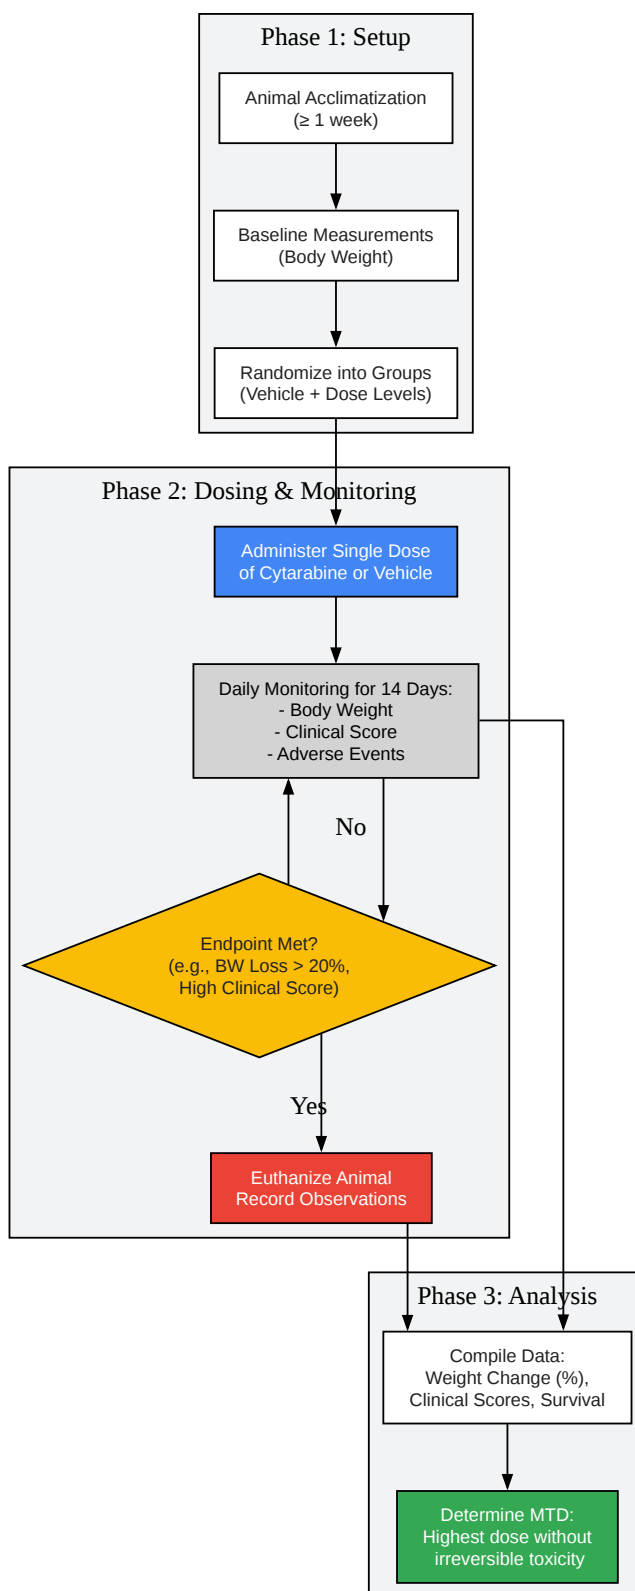 Phase 1: Setup
Animal Acclimatization
(≥ 1 week)
Baseline Measurements
(Body Weight)
Randomize into Groups
(Vehicle + Dose Levels)
Phase 2: Dosing & Monitoring
Administer Single Dose
of Cytarabine or Vehicle
Daily Monitoring for 14 Days:
- Body Weight
- Clinical Score
- Adverse Events
No
Endpoint Met?
(e.g., BW Loss > 20%,
High Clinical Score)
Yes
Euthanize Animal
Record Observations
Phase 3: Analysis
Compile Data:
Weight Change (%),
Clinical Scores, Survival
Determine MTD:
Highest dose without
irreversible toxicity